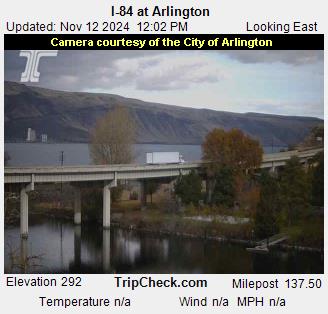 I-84 at Arlington
Updated: Nov 12 2024 12:02 PM Looking East
Camera courtesy of the City of Arlington
Elevation 292 TripCheck.com Milepost 137.50
Temperature n/a Wind n/a MPH n/a